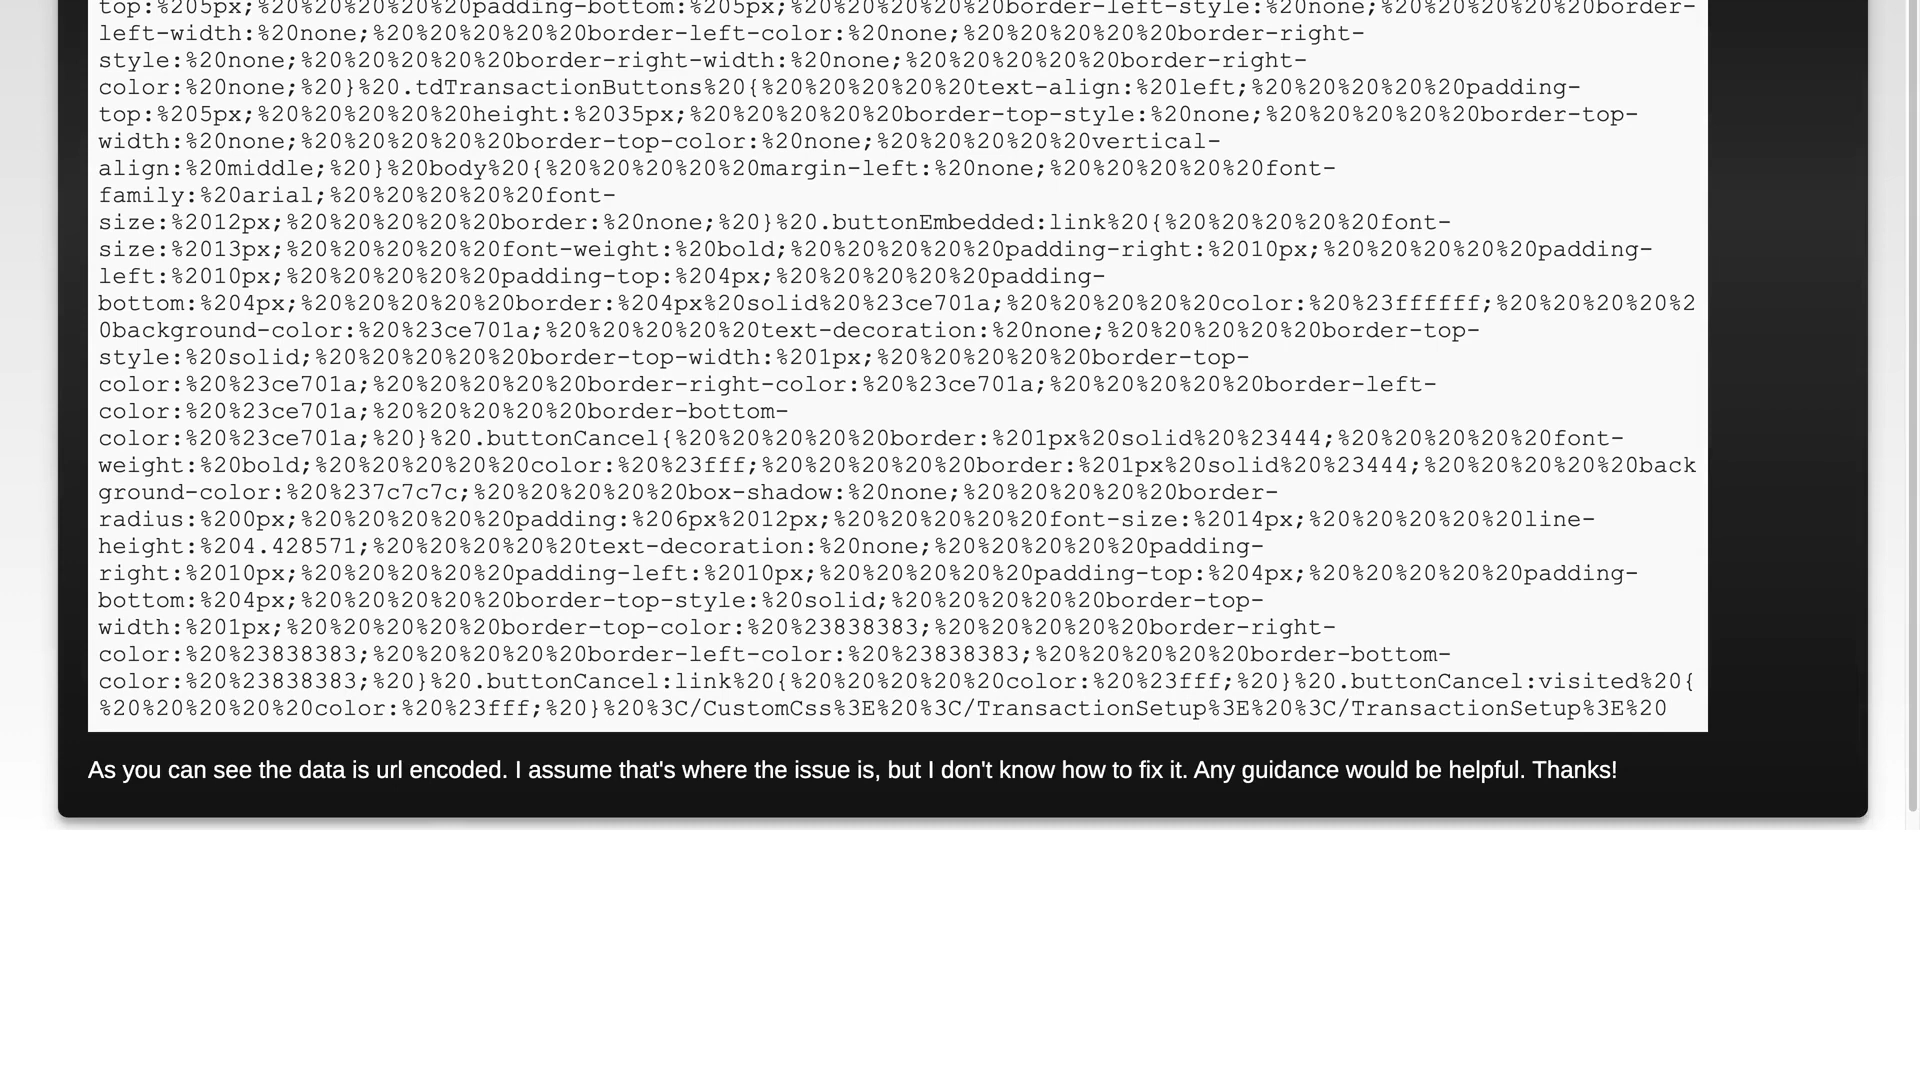 top:%205px;%20%20%20%20%20padding-bottom:%205px;%20%20%20%20%20border-left-style:%20none;%20%20%20%20%20border-
left-width:%20none;%20%20%20%20%20border-left-color:%20none;%20%20%20%20%20border-right-
style:%20none;%20%20%20%20%20border-right-width:%20none;%20%20%20%20%20border-right-
color:%20none;%20}%20.tdTransactionButtons%20{%20%20%20%20%20text-align:%20left;%20%20%20%20%20padding-
top:%205px;%20%20%20%20%20height:%2035px;%20%20%20%20%20border-top-style:%20none;%20%20%20%20%20border-top-
width:%20none;%20%20%20%20%20border-top-color:%20none;%20%20%20%20%20vertical-
align:%20middle;%20}%20body%20{%20%20%20%20%20margin-left:%20none;%20%20%20%20%20font-
family:%20arial;%20%20%20%20%20font-
size:%2012px;%20%20%20%20%20border:%20none;%20}%20.buttonEmbedded:link%20{%20%20%20%20%20font-
size:%2013px;%20%20%20%20%20font-weight:%20bold;%20%20%20%20%20padding-right:%2010px;%20%20%20%20%20padding-
left:%2010px;%20%20%20%20%20padding-top:%204px;%20%20%20%20%20padding-
bottom:%204px;%20%20%20%20%20border:%204px%20solid%20%23ce701a;%20%20%20%20%20color:%20%23ffffff;%20%20%20%20%2
0background-color:%20%23ce701a;%20%20%20%20%20text-decoration:%20none;%20%20%20%20%20border-top-
style:%20solid;%20%20%20%20%20border-top-width:%201px;%20%20%20%20%20border-top-
color:%20%23ce701a;%20%20%20%20%20border-right-color:%20%23ce701a;%20%20%20%20%20border-left-
color:%20%23ce701a;%20%20%20%20%20border-bottom-
color:%20%23ce701a;%20}%20.buttonCancel{%20%20%20%20%20border:%201px%20solid%20%23444;%20%20%20%20%20font-
weight:%20bold;%20%20%20%20%20color:%20%23fff;%20%20%20%20%20border:%201px%20solid%20%23444;%20%20%20%20%20back
ground-color:%20%237c7c7c;%20%20%20%20%20box-shadow:%20none;%20%20%20%20%20border-
radius:%200px;%20%20%20%20%20padding:%206px%2012px;%20%20%20%20%20font-size:%2014px;%20%20%20%20%20line-
height:%204.428571;%20%20%20%20%20text-decoration:%20none;%20%20%20%20%20padding-
right:%2010px;%20%20%20%20%20padding-left:%2010px;%20%20%20%20%20padding-top:%204px;%20%20%20%20%20padding-
bottom:%204px;%20%20%20%20%20border-top-style:%20solid;%20%20%20%20%20border-top-
width:%201px;%20%20%20%20%20border-top-color:%20%23838383;%20%20%20%20%20border-right-
color:%20%23838383;%20%20%20%20%20border-left-color:%20%23838383;%20%20%20%20%20border-bottom-
color:%20%23838383;%20}%20.buttonCancel:link%20{%20%20%20%20%20color:%20%23fff;%20}%20.buttonCancel:visited%20{
%20%20%20%20%20color:%20%23fff;%20}%20%3C/CustomCss%3E%20%3C/TransactionSetup%3E%20%3C/TransactionSetup%3E%20
As you can see the data is url encoded. I assume that's where the issue is, but I don't know how to fix it. Any guidance would be helpful. Thanks!